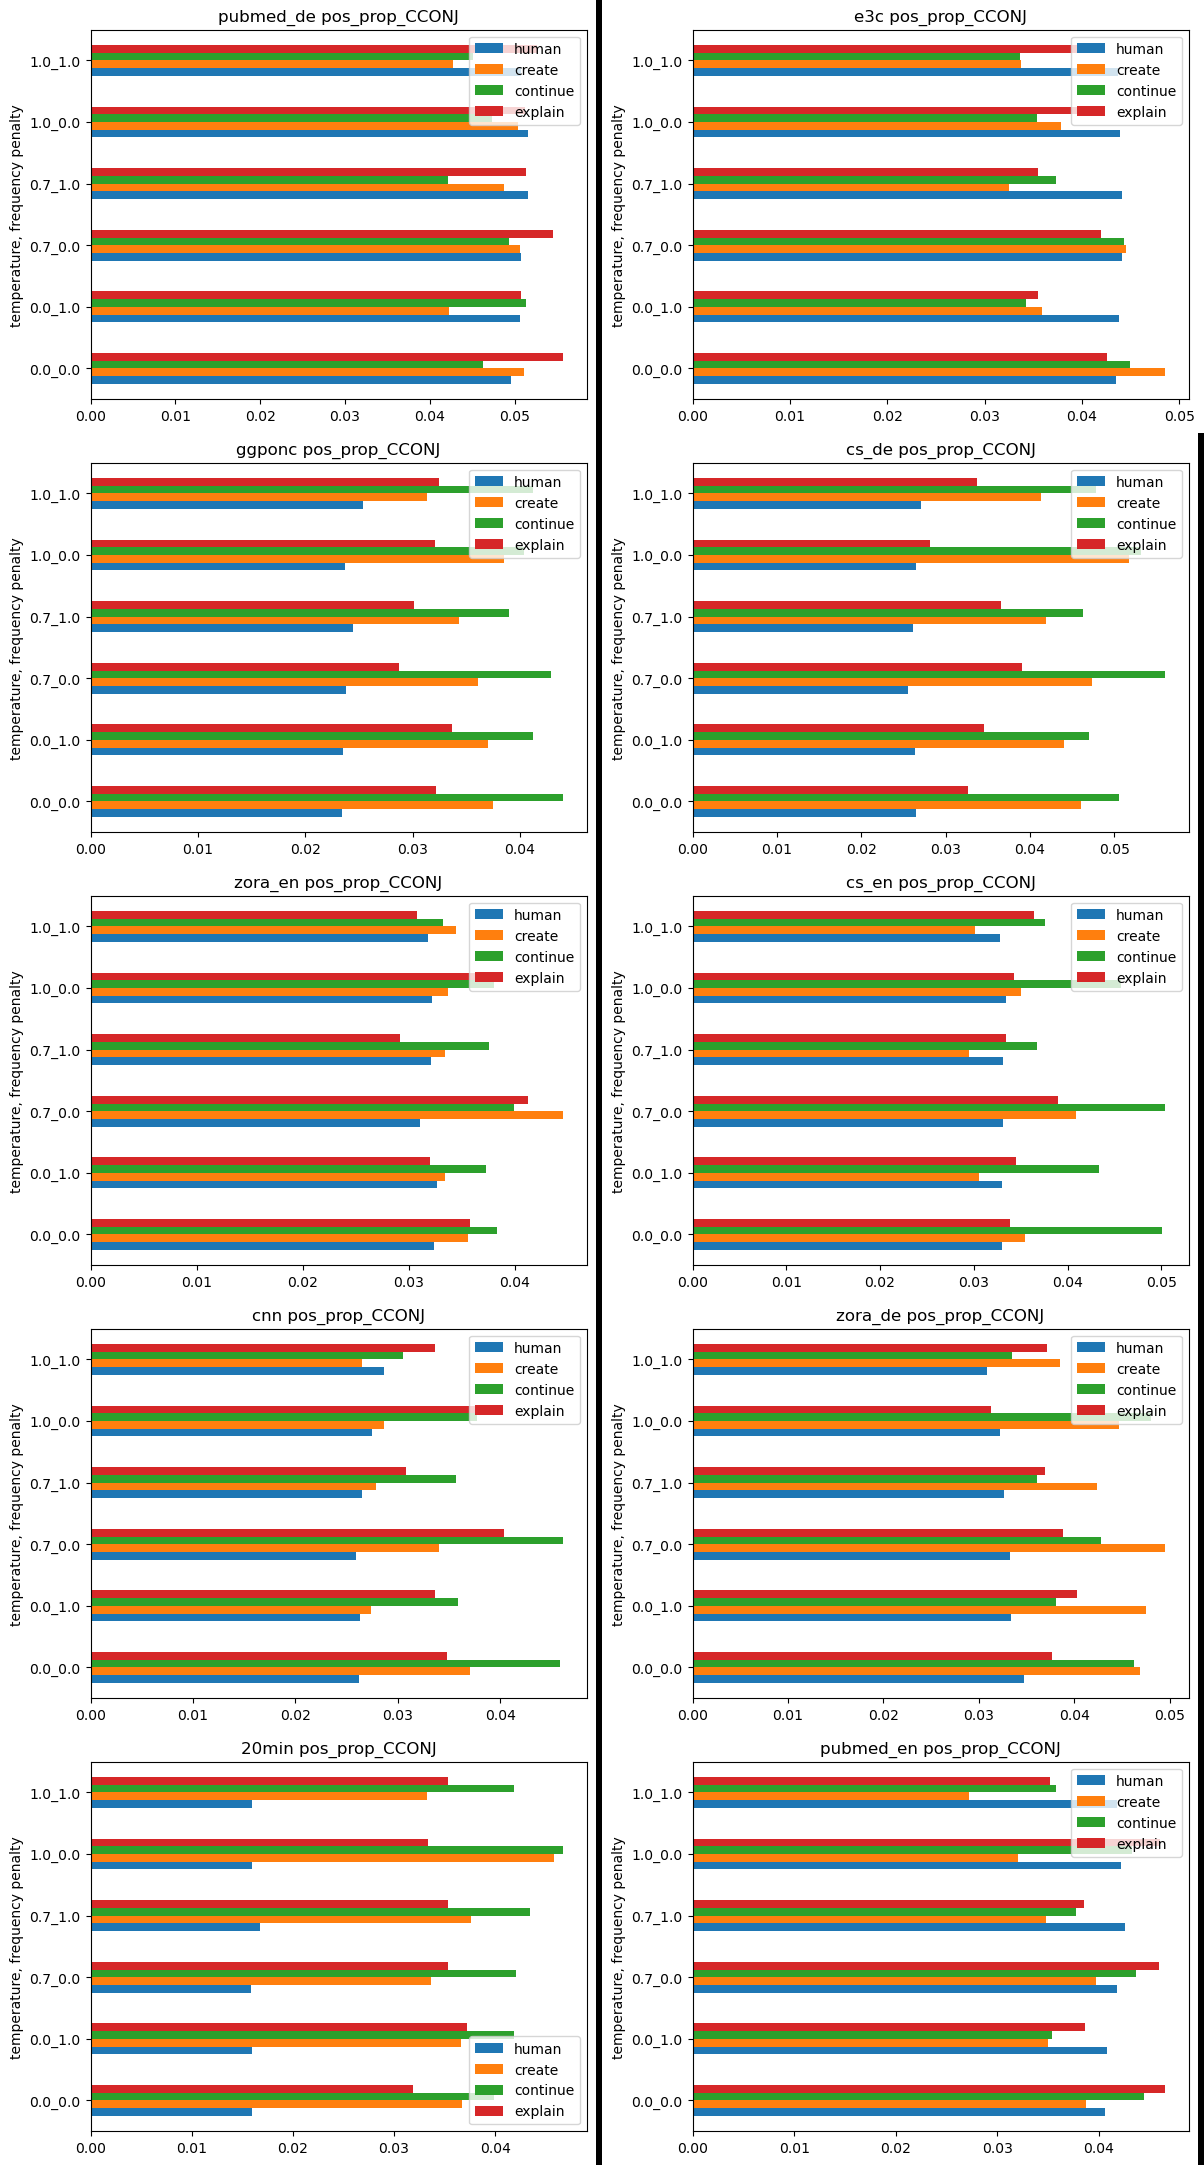 pubmed_de pos_prop_CCONJ
temperature, frequency penalty
1.0_1.0
1.0_0.0
0.7_1.0
0.7_0.0
0.0_1.0
0.0_0.0
0.00 0.01 0.02 0.03 0.04 0.05
human
create
continue
explain
e3c pos_prop_CCONJ
temperature, frequency penalty
1.0_1.0
1.0_0.0
0.7_1.0
0.7_0.0
0.0_1.0
0.0_0.0
0.00 0.01 0.02 0.03 0.04 0.05
human
create
continue
explain
ggponc pos_prop_CCONJ
temperature, frequency penalty
1.0_1.0
1.0_0.0
0.7_1.0
0.7_0.0
0.0_1.0
0.0_0.0
0.00 0.01 0.02 0.03 0.04
human
create
continue
explain
cs_de pos_prop_CCONJ
temperature, frequency penalty
1.0_1.0
1.0_0.0
0.7_1.0
0.7_0.0
0.0_1.0
0.0_0.0
0.00 0.01 0.02 0.03 0.04 0.05
human
create
continue
explain
zora_en pos_prop_CCONJ
temperature, frequency penalty
1.0_1.0
1.0_0.0
0.7_1.0
0.7_0.0
0.0_1.0
0.0_0.0
0.00 0.01 0.02 0.03 0.04
human
create
continue
explain
cs_en pos_prop_CCONJ
temperature, frequency penalty
1.0_1.0
1.0_0.0
0.7_1.0
0.7_0.0
0.0_1.0
0.0_0.0
0.00 0.01 0.02 0.03 0.04 0.05
human
create
continue
explain
cnn pos_prop_CCONJ
temperature, frequency penalty
1.0_1.0
1.0_0.0
0.7_1.0
0.7_0.0
0.0_1.0
0.0_0.0
0.00 0.01 0.02 0.03 0.04
human
create
continue
explain
zora_de pos_prop_CCONJ
temperature, frequency penalty
1.0_1.0
1.0_0.0
0.7_1.0
0.7_0.0
0.0_1.0
0.0_0.0
0.00 0.01 0.02 0.03 0.04 0.05
human
create
continue
explain
20min pos_prop_CCONJ
temperature, frequency penalty
1.0_1.0
1.0_0.0
0.7_1.0
0.7_0.0
0.0_1.0
0.0_0.0
0.00 0.01 0.02 0.03 0.04
human
create
continue
explain
pubmed_en pos_prop_CCONJ
temperature, frequency penalty
1.0_1.0
1.0_0.0
0.7_1.0
0.7_0.0
0.0_1.0
0.0_0.0
0.00 0.01 0.02 0.03 0.04
human
create
continue
explain